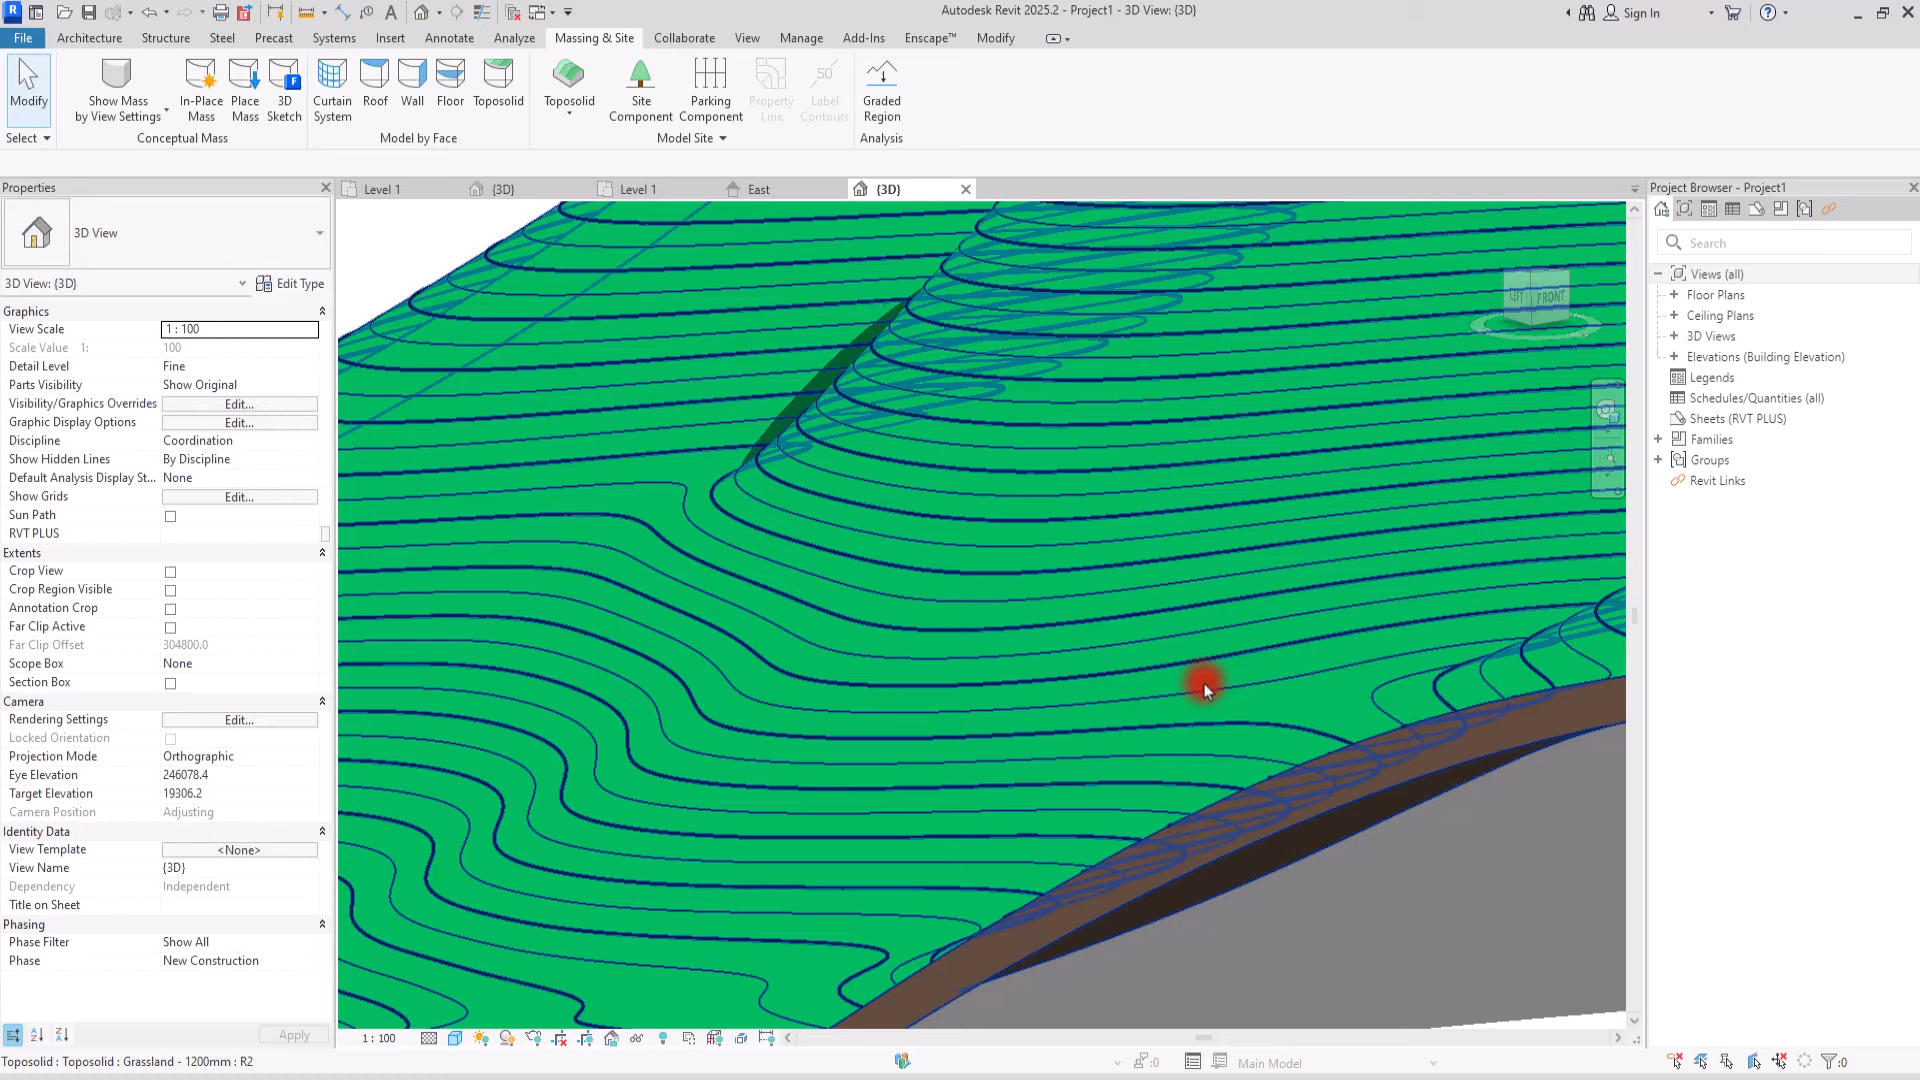 Autodesk Revit 2025.2 - Project1 - 3D View: {3D}
Sign In
File Architecture Structure Steel Precast Systems Insert Annotate Analyze Massing & Site Collaborate View Manage Add-Ins Enscape™ Modify
Modify
Show Mass
by View Settings
In-Place
Mass
Place
Mass
3D
Sketch
Curtain
System
Roof
Wall
Floor
Toposolid
Toposolid
Site
Component
Parking
Component
Property
Line
50
Label
Contours
Graded
Region
Select
Conceptual Mass
Model by Face
Model Site
Analysis
Properties
Level 1
{3D}
Level 1
East
{3D}
Project Browser - Project1
3D View
Search
3D View: {3D}
Edit Type
Graphics
View Scale 1 : 100
Scale Value 1: 100
Detail Level Fine
Parts Visibility Show Original
Visibility/Graphics Overrides Edit...
Graphic Display Options Edit...
Discipline Coordination
Show Hidden Lines By Discipline
Default Analysis Display St... None
Show Grids Edit...
Sun Path
RVT PLUS
Extents
Crop View
Crop Region Visible
Annotation Crop
Far Clip Active
Far Clip Offset 304800.0
Scope Box None
Section Box
Camera
Rendering Settings Edit...
Locked Orientation
Projection Mode Orthographic
Eye Elevation 246078.4
Target Elevation 19306.2
Camera Position Adjusting
Identity Data
View Template <None>
View Name {3D}
Dependency Independent
Title on Sheet
Phasing
Phase Filter Show All
Phase New Construction
Apply
LEFT FRONT
Views (all)
Floor Plans
Ceiling Plans
3D Views
Elevations (Building Elevation)
Legends
Schedules/Quantities (all)
Sheets (RVT PLUS)
Families
Groups
Revit Links
1 : 100
Toposolid : Toposolid : Grassland - 1200mm : R2
:0
Main Model
:0